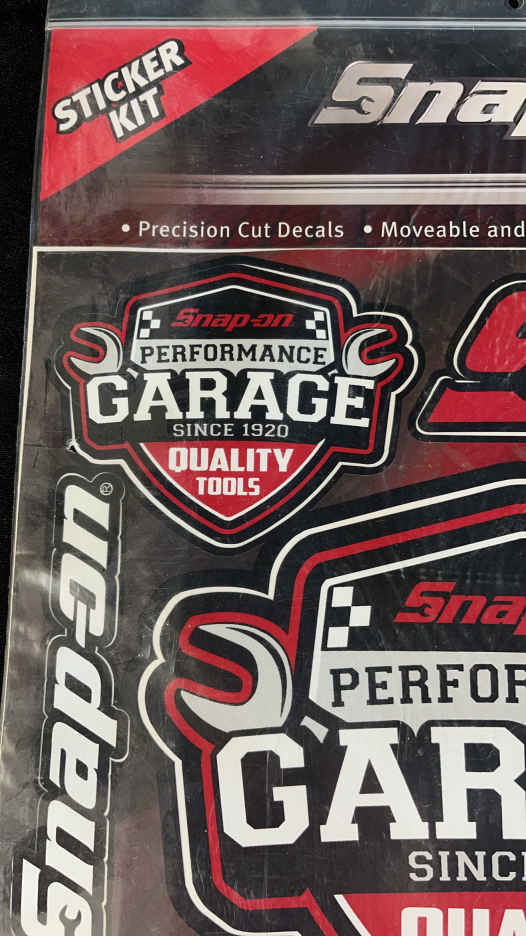 STICKER
KIT
Snap
• Precision Cut Decals • Moveable and
Snap-on
PERFORMANCE
GARAGE
SINCE 1920
QUALITY
TOOLS
Snap-on®
Snap
PERFOR
GAR
SINC
QUA